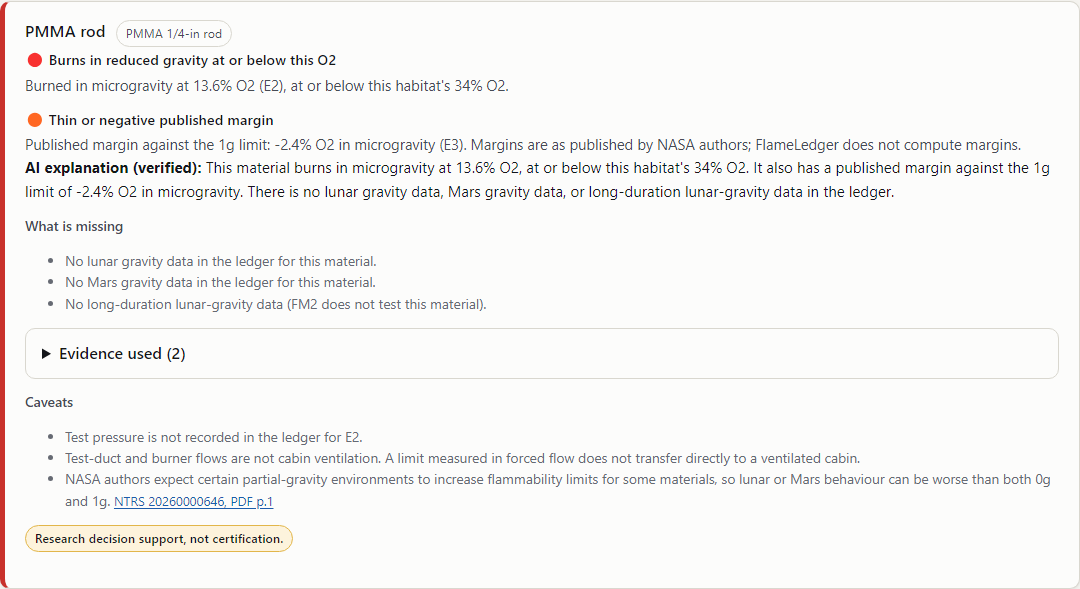 PMMA rod PMMA 1/4-in rod
Burns in reduced gravity at or below this O2
Burned in microgravity at 13.6% O2 (E2), at or below this habitat's 34% O2.
Thin or negative published margin
Published margin against the 1g limit: -2.4% O2 in microgravity (E3). Margins are as published by NASA authors; FlameLedger does not compute margins.
AI explanation (verified): This material burns in microgravity at 13.6% O2, at or below this habitat's 34% O2. It also has a published margin against the 1g
limit of -2.4% O2 in microgravity. There is no lunar gravity data, Mars gravity data, or long-duration lunar-gravity data in the ledger.
What is missing
No lunar gravity data in the ledger for this material.
No Mars gravity data in the ledger for this material.
No long-duration lunar-gravity data (FM2 does not test this material).
Evidence used (2)
Caveats
Test pressure is not recorded in the ledger for E2.
Test-duct and burner flows are not cabin ventilation. A limit measured in forced flow does not transfer directly to a ventilated cabin.
NASA authors expect certain partial-gravity environments to increase flammability limits for some materials, so lunar or Mars behaviour can be worse than both 0g
and 1g. NTRS 20260000646, PDF p.1
Research decision support, not certification.